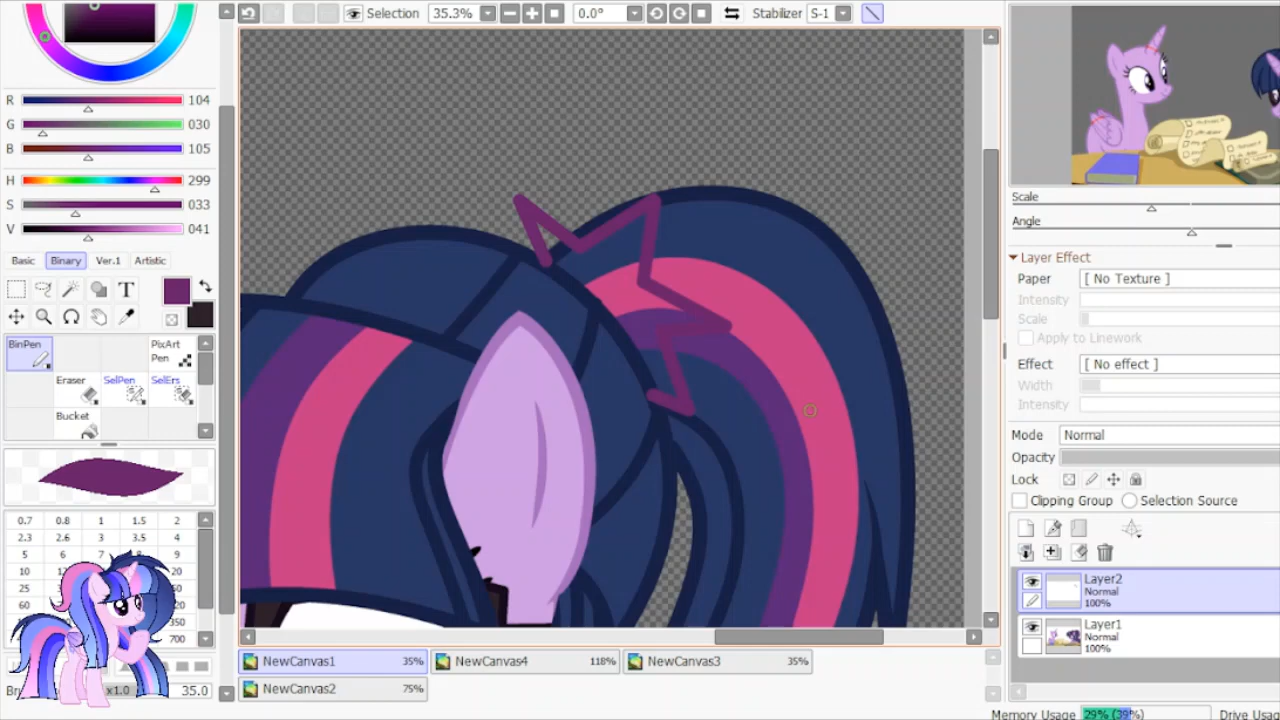 Selection 35.3% 0.0° Stabilizer S-1
R 104
G 030
B 105
H 299
S 033
V 041
Basic Binary Ver.1 Artistic
T
BinPen PixArt Pen
Eraser SelPen SelErs
Bucket
0.7 0.8 1 1.5 2
2.3 2.6 3 3.5 4
5 6 7 8 9
10
25
60
700
x1.0 35.0
NewCanvas1 35% NewCanvas4 118% NewCanvas3 35%
NewCanvas2 75%
Scale
Angle
Layer Effect
Paper [ No Texture ]
Intensity
Scale
Apply to Linework
Effect [ No effect ]
Width
Intensity
Mode Normal
Opacity
Lock
Clipping Group Selection Source
Layer2
Normal
100%
Layer1
Normal
100%
Memory Usage 29% (39%) Drive Usa